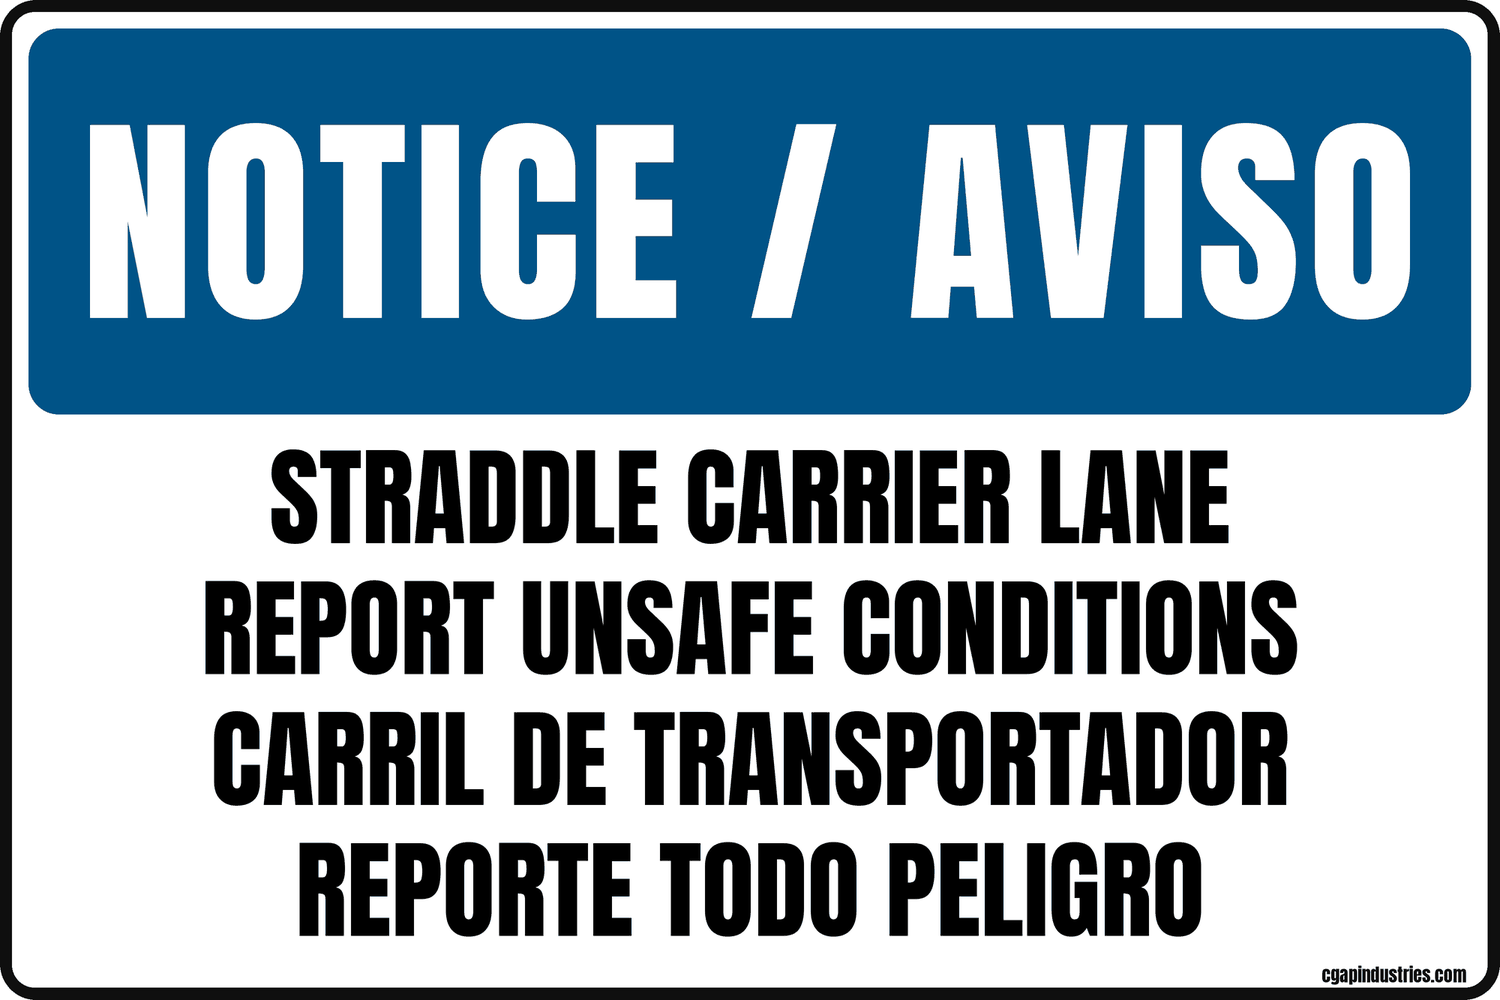 NOTICE / AVISO
STRADDLE CARRIER LANE
REPORT UNSAFE CONDITIONS
CARRIL DE TRANSPORTADOR
REPORTE TODO PELIGRO
cgapindustries.com